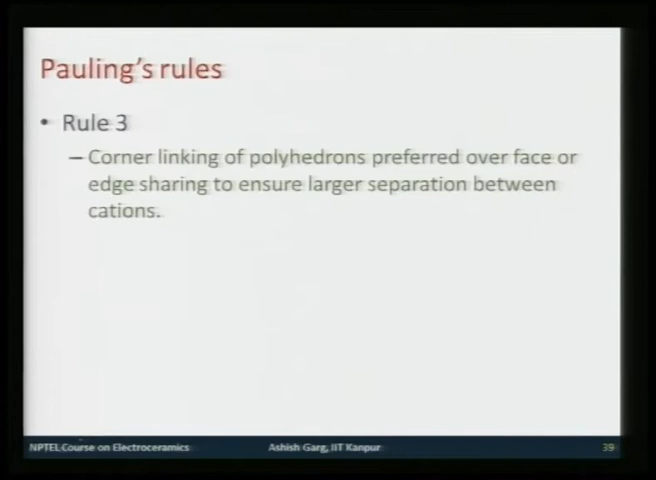 Pauling's rules
• Rule 3
– Corner linking of polyhedrons preferred over face or
edge sharing to ensure larger separation between
cations.
NPTEL Course on Electroceramics
Ashish Garg, IIT Kanpur
39